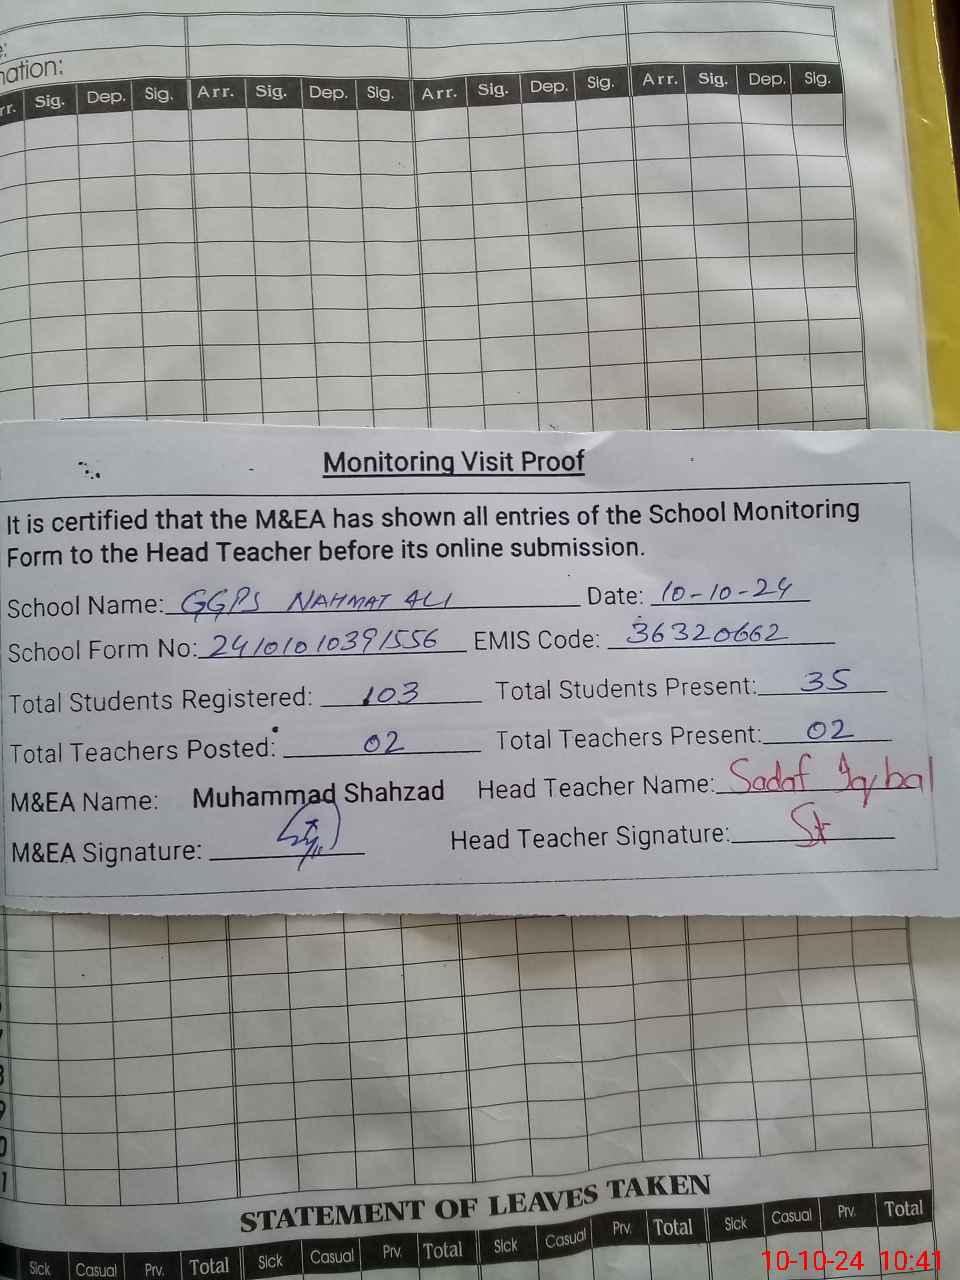 nation:
rr. Sig. Dep. Sig. Arr. Sig. Dep. Sig. Arr. Sig. Dep. Sig. Arr. Sig. Dep. Sig.
Monitoring Visit Proof
It is certified that the M&EA has shown all entries of the School Monitoring
Form to the Head Teacher before its online submission.
School Name: GGPS NAHMAT ALI Date: 10-10-24
School Form No: 24101010391556 EMIS Code: 36320662
Total Students Registered: 103 Total Students Present: 35
Total Teachers Posted: 02 Total Teachers Present: 02
M&EA Name: Muhammad Shahzad Head Teacher Name: Sadaf Iqbal
M&EA Signature: Head Teacher Signature:
STATEMENT OF LEAVES TAKEN
Sick Casual Prv. Total Sick Casual Prv. Total Sick Casual Prv. Total Sick Casual Prv. Total
10-10-24 10:41